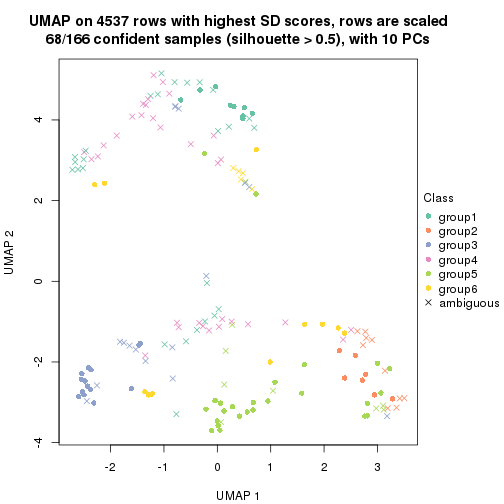 UMAP on 4537 rows with highest SD scores, rows are scaled
68/166 confident samples (silhouette > 0.5), with 10 PCs
4
2
0
-2
-4
UMAP 2
-2
-1
0
1
2
3
UMAP 1
Class
group1
group2
group3
group4
group5
group6
ambiguous